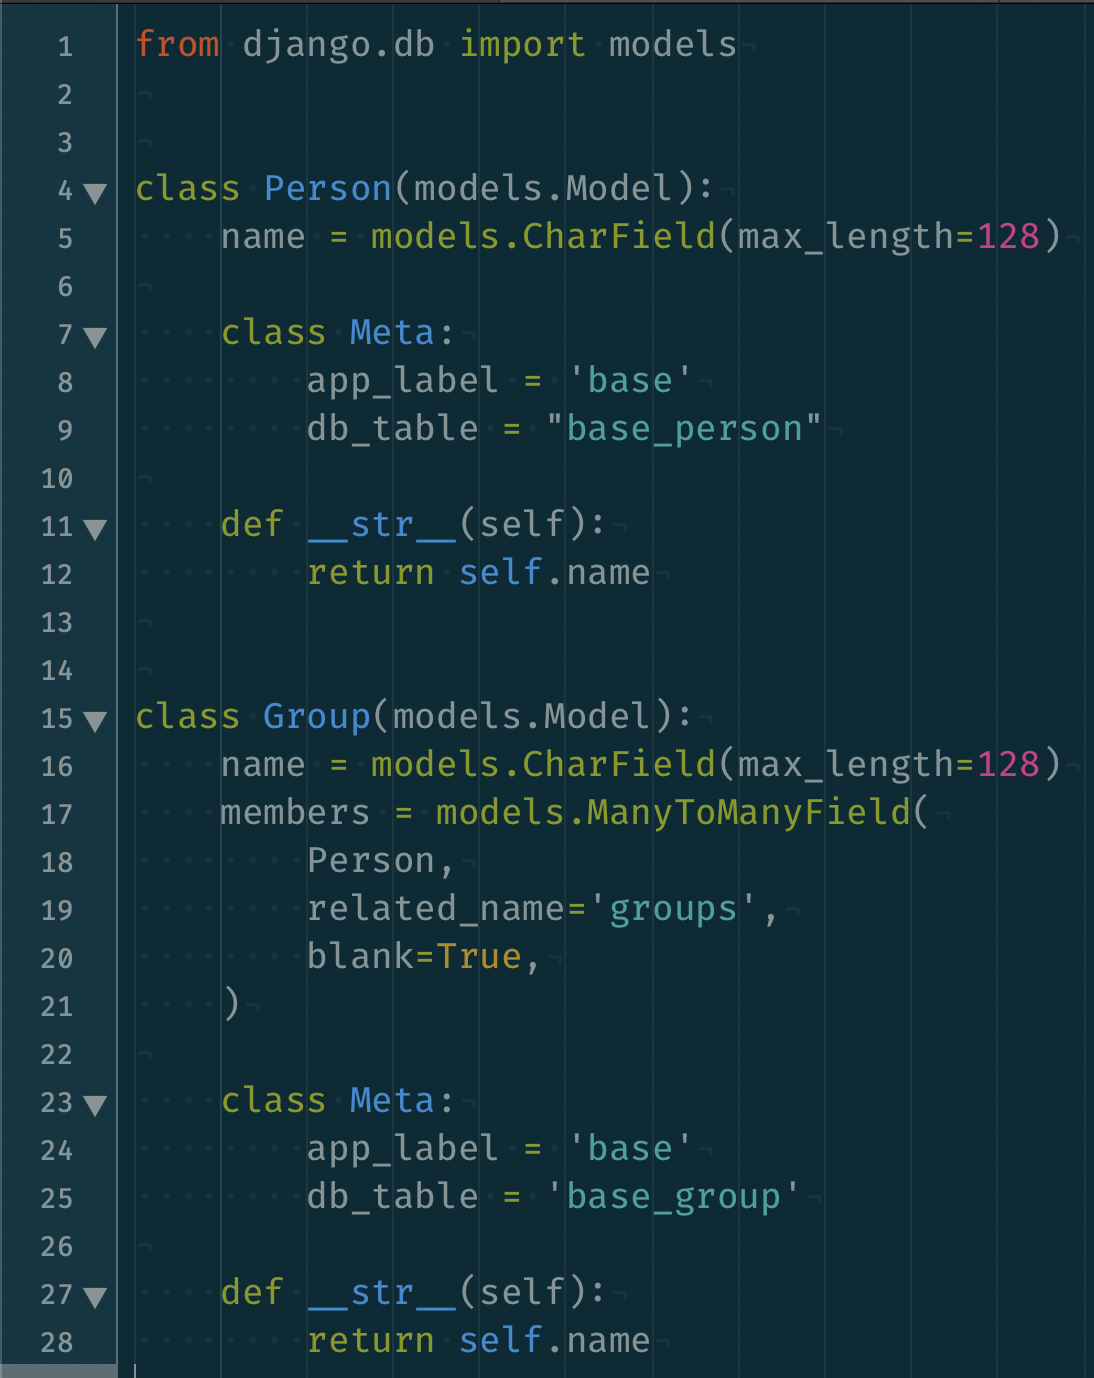 1 from django.db import models
2
3
4 class Person(models.Model):
5     name = models.CharField(max_length=128)
6
7     class Meta:
8         app_label = 'base'
9         db_table = "base_person"
10
11     def __str__(self):
12         return self.name
13
14
15 class Group(models.Model):
16     name = models.CharField(max_length=128)
17     members = models.ManyToManyField(
18         Person,
19         related_name='groups',
20         blank=True,
21     )
22
23     class Meta:
24         app_label = 'base'
25         db_table = 'base_group'
26
27     def __str__(self):
28         return self.name